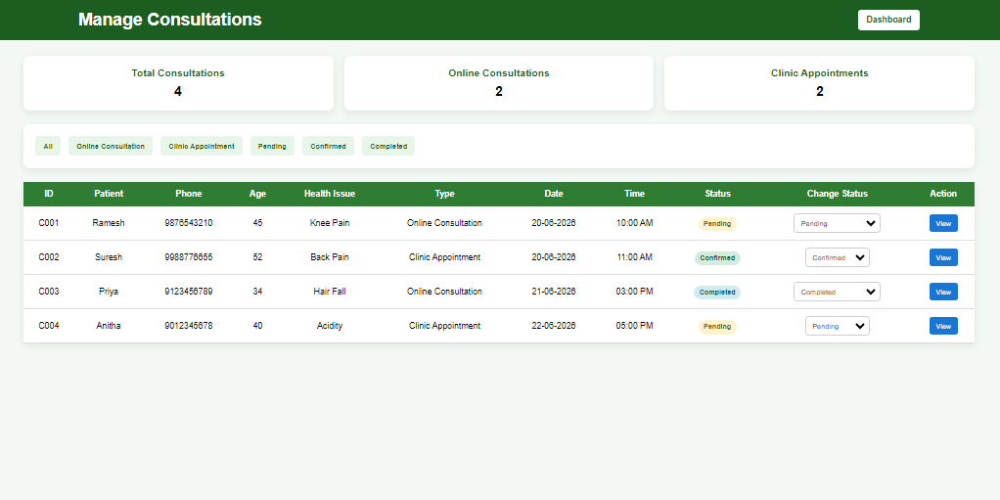 Manage Consultations Dashboard
Total Consultations Online Consultations Clinic Appointments
4 2 2
All Online Consultation Clinic Appointment Pending Confirmed Completed
ID Patient Phone Age Health Issue Type Date Time Status Change Status Action
C001 Ramesh 9876543210 45 Knee Pain Online Consultation 20-06-2026 10:00 AM Pending Pending View
C002 Suresh 9988776655 52 Back Pain Clinic Appointment 20-06-2026 11:00 AM Confirmed Confirmed View
C003 Priya 9123456789 34 Hair Fall Online Consultation 21-06-2026 03:00 PM Completed Completed View
C004 Anitha 9012345678 40 Acidity Clinic Appointment 22-06-2026 05:00 PM Pending Pending View